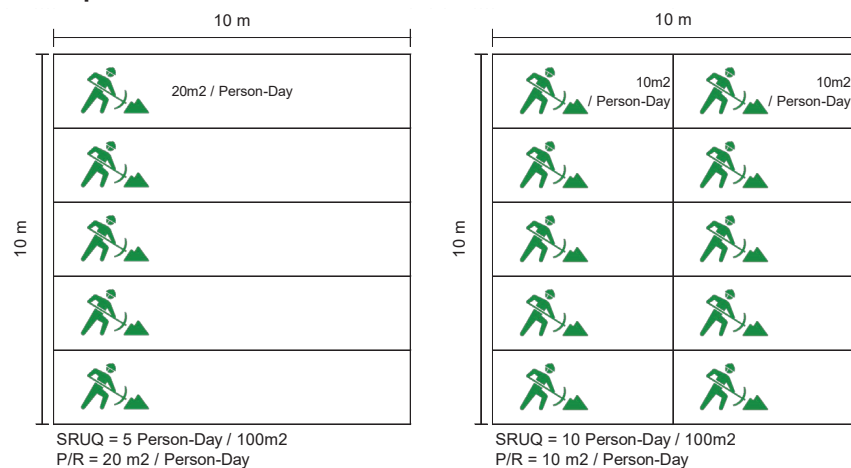 10 m
10 m
10 m
20m2 / Person-Day
SRUQ = 5 Person-Day / 100m2
P/R = 20 m2 / Person-Day
10 m
10m2
/ Person-Day
10m2
/ Person-Day
SRUQ = 10 Person-Day / 100m2
P/R = 10 m2 / Person-Day